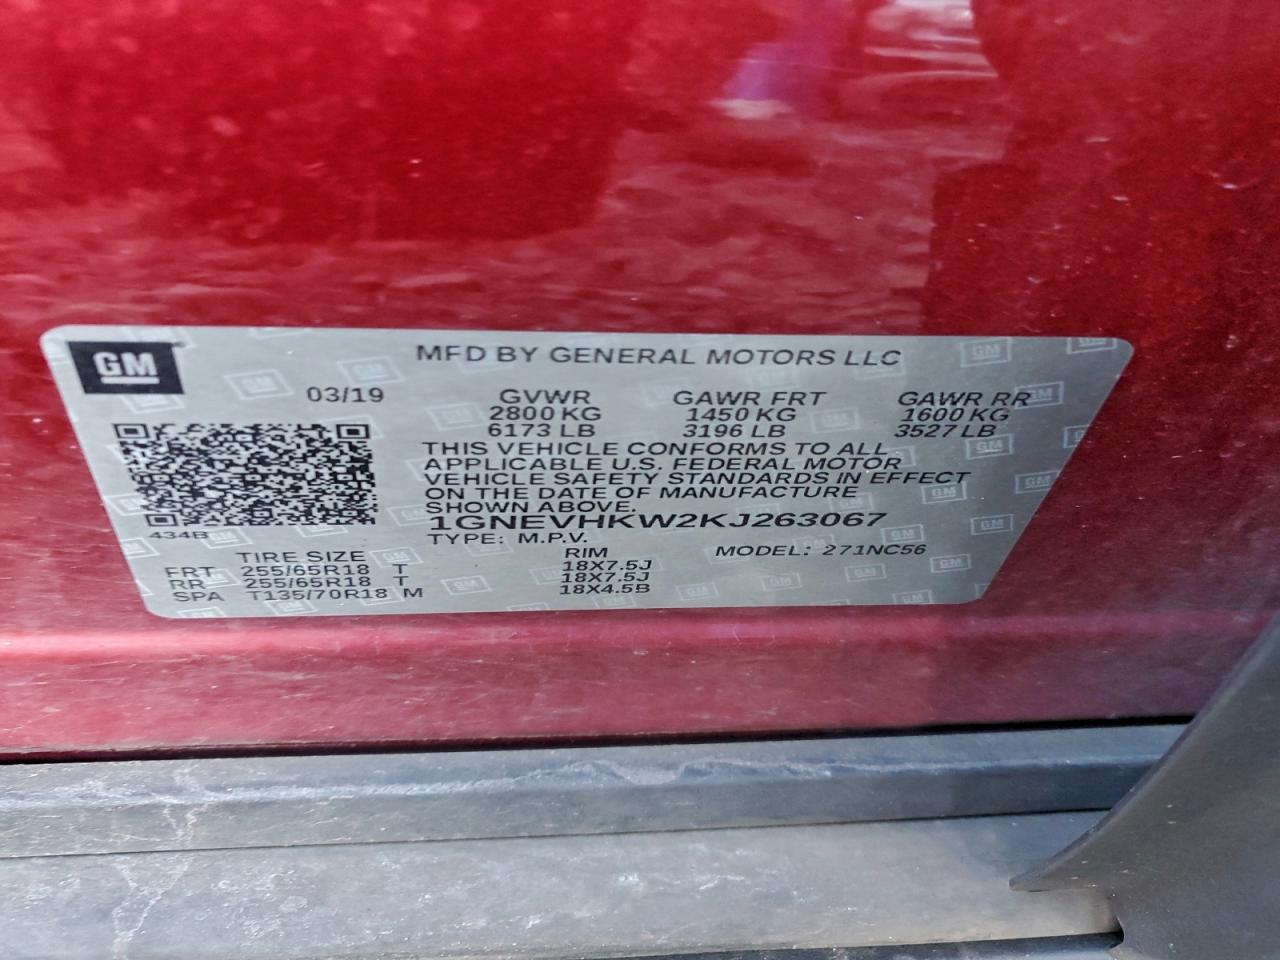 GM
MFD BY GENERAL MOTORS LLC
03/19 GVWR GAWR FRT GAWR RR
2800 KG 1450 KG 1600 KG
6173 LB 3196 LB 3527 LB
THIS VEHICLE CONFORMS TO ALL
APPLICABLE U.S. FEDERAL MOTOR
VEHICLE SAFETY STANDARDS IN EFFECT
ON THE DATE OF MANUFACTURE
SHOWN ABOVE.
1GNEVHKW2KJ263067
434B
TYPE: M.P.V. MODEL: 271NC56
TIRE SIZE RIM
FRT 255/65R18 T 18X7.5J
RR 255/65R18 T 18X7.5J
SPA T135/70R18 M 18X4.5B